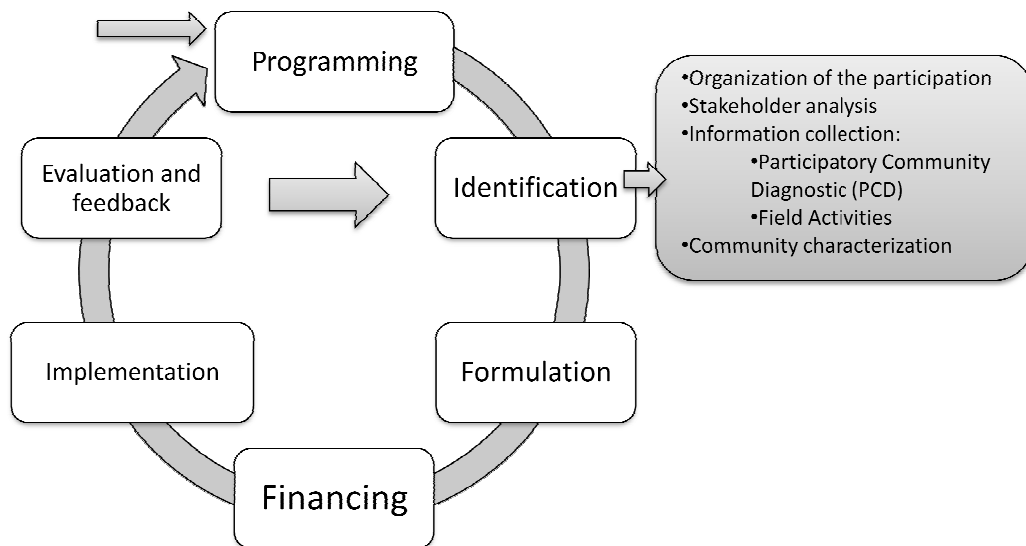 Programming
•Organization of the participation
•Stakeholder analysis
•Information collection:
•Participatory Community
Diagnostic (PCD)
•Field Activities
•Community characterization
Evaluation and
feedback
Identification
Implementation
Formulation
Financing